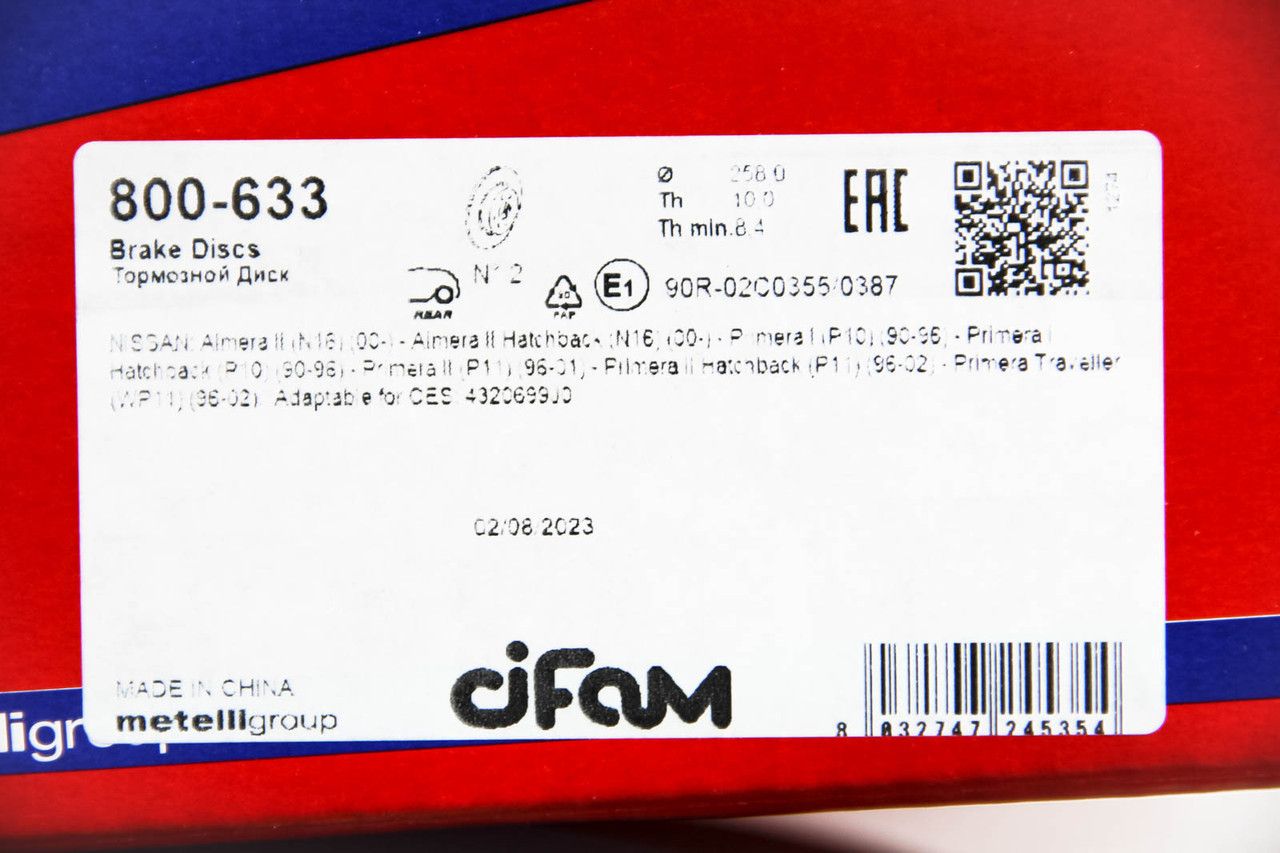 800-633
Brake Discs
Тормозной Диск
REAR
N° 2
Ø 258.0
Th 10.0
Th min. 8.4
PAP
E1
90R-02C0355/0387
EAC
NISSAN: Almera II (N16) (00-) - Almera II Hatchback (N16) (00-) - Primera I (P10) (90-96) - Primera I
Hatchback (P10) (90-96) - Primera II (P11) (96-01) - Primera II Hatchback (P11) (96-02) - Primera Traveller
(WP11) (96-02). Adaptable for OES: 4320699J0
02/08/2023
MADE IN CHINA
metelligroup
cifam
8 032747 245354